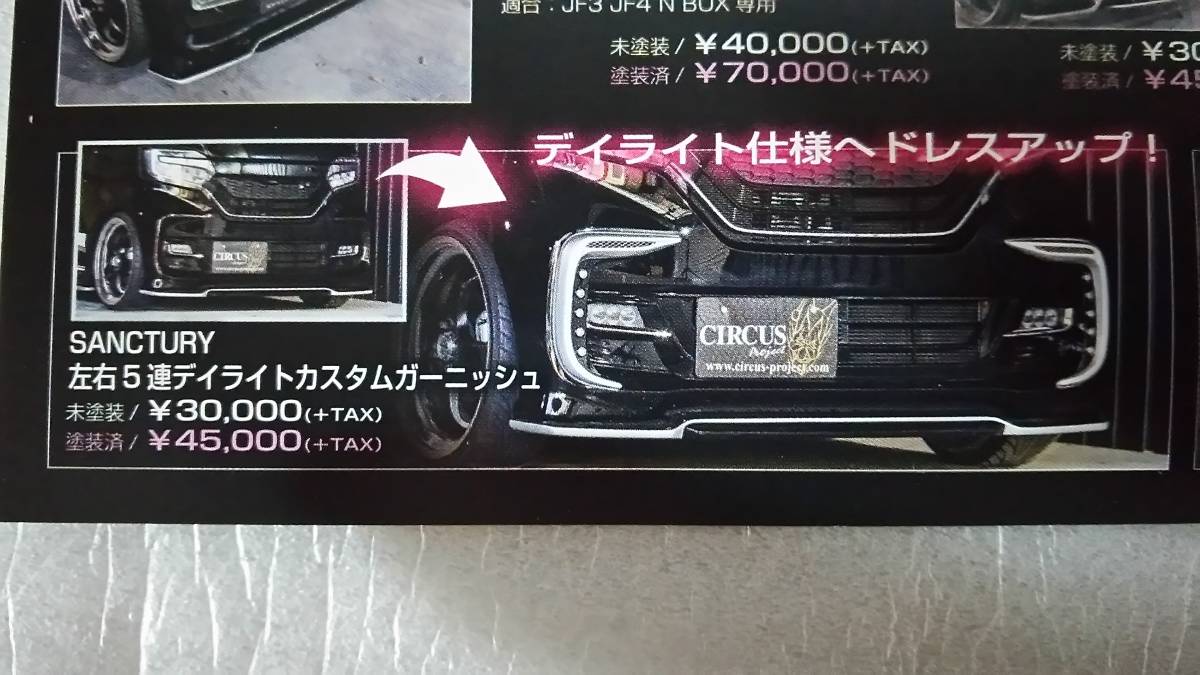 適合：JF3 JF4 N BOX 専用
未塗装 / ￥40,000(+TAX)
塗装済 / ￥70,000(+TAX)
未塗装 / ￥30
塗装済 / ￥45
デイライト仕様へドレスアップ！
CIRCUS
SANCTURY
左右5連デイライトカスタムガーニッシュ
未塗装 / ￥30,000(+TAX)
塗装済 / ￥45,000(+TAX)
CIRCUS
Project
www.circus-project.com